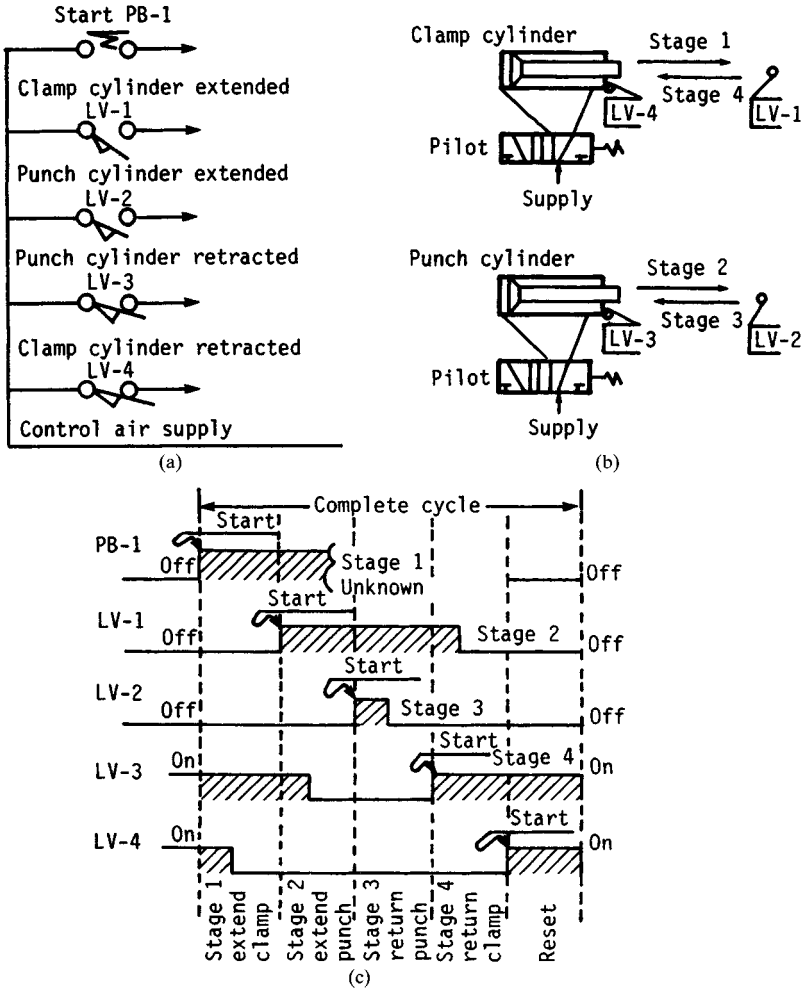 Start PB-1
Clamp cylinder extended
LV-1
Punch cylinder extended
LV-2
Punch cylinder retracted
LV-3
Clamp cylinder retracted
LV-4
Control air supply
(a)
Clamp cylinder
Stage 1
Stage 4
LV-4
LV-1
Pilot
Supply
Punch cylinder
Stage 2
Stage 3
LV-3
LV-2
Pilot
Supply
(b)
Complete cycle
Start
PB-1
Off
Stage 1
Unknown
Off
Start
LV-1
Off
Stage 2
Off
Start
LV-2
Off
Stage 3
Off
Start
LV-3
On
Stage 4
On
Start
LV-4
On
On
Stage 1
extend
clamp
Stage 2
extend
punch
Stage 3
return
punch
Stage 4
return
clamp
Reset
(c)